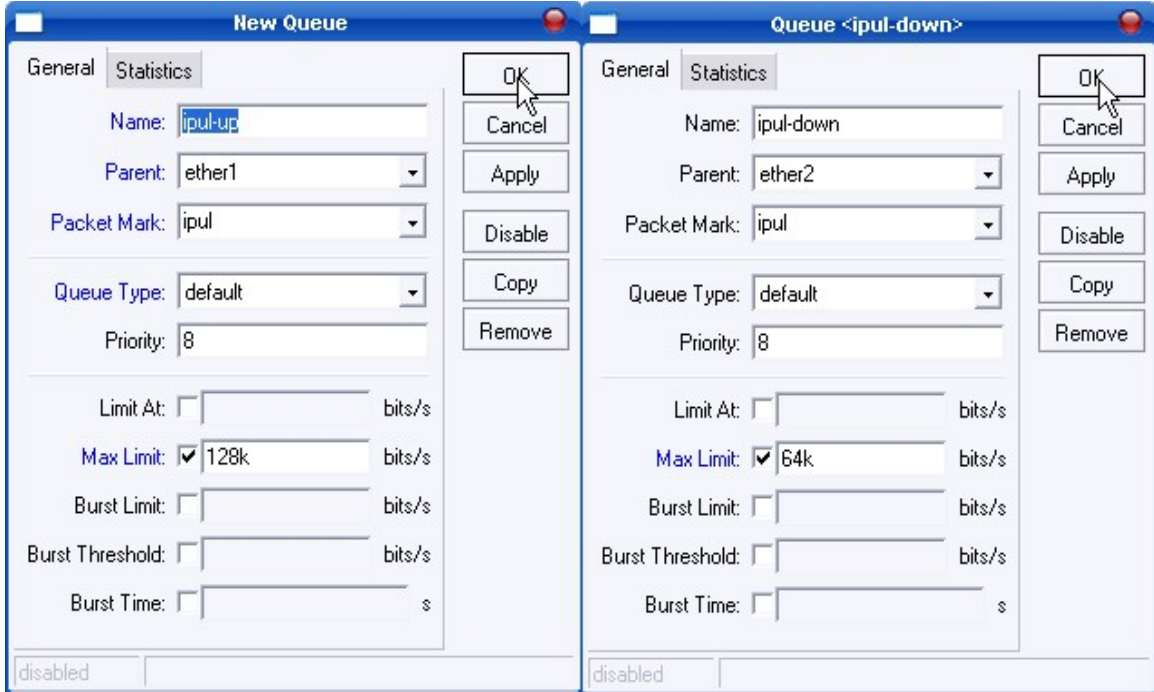 New Queue
General Statistics
OK
Name: ipul-up
Cancel
Parent: ether1
Apply
Packet Mark: ipul
Disable
Queue Type: default
Copy
Priority: 8
Remove
Limit At: bits/s
Max Limit: 128k bits/s
Burst Limit: bits/s
Burst Threshold: bits/s
Burst Time: s
disabled
Queue <ipul-down>
General Statistics
OK
Name: ipul-down
Cancel
Parent: ether2
Apply
Packet Mark: ipul
Disable
Queue Type: default
Copy
Priority: 8
Remove
Limit At: bits/s
Max Limit: 64k bits/s
Burst Limit: bits/s
Burst Threshold: bits/s
Burst Time: s
disabled